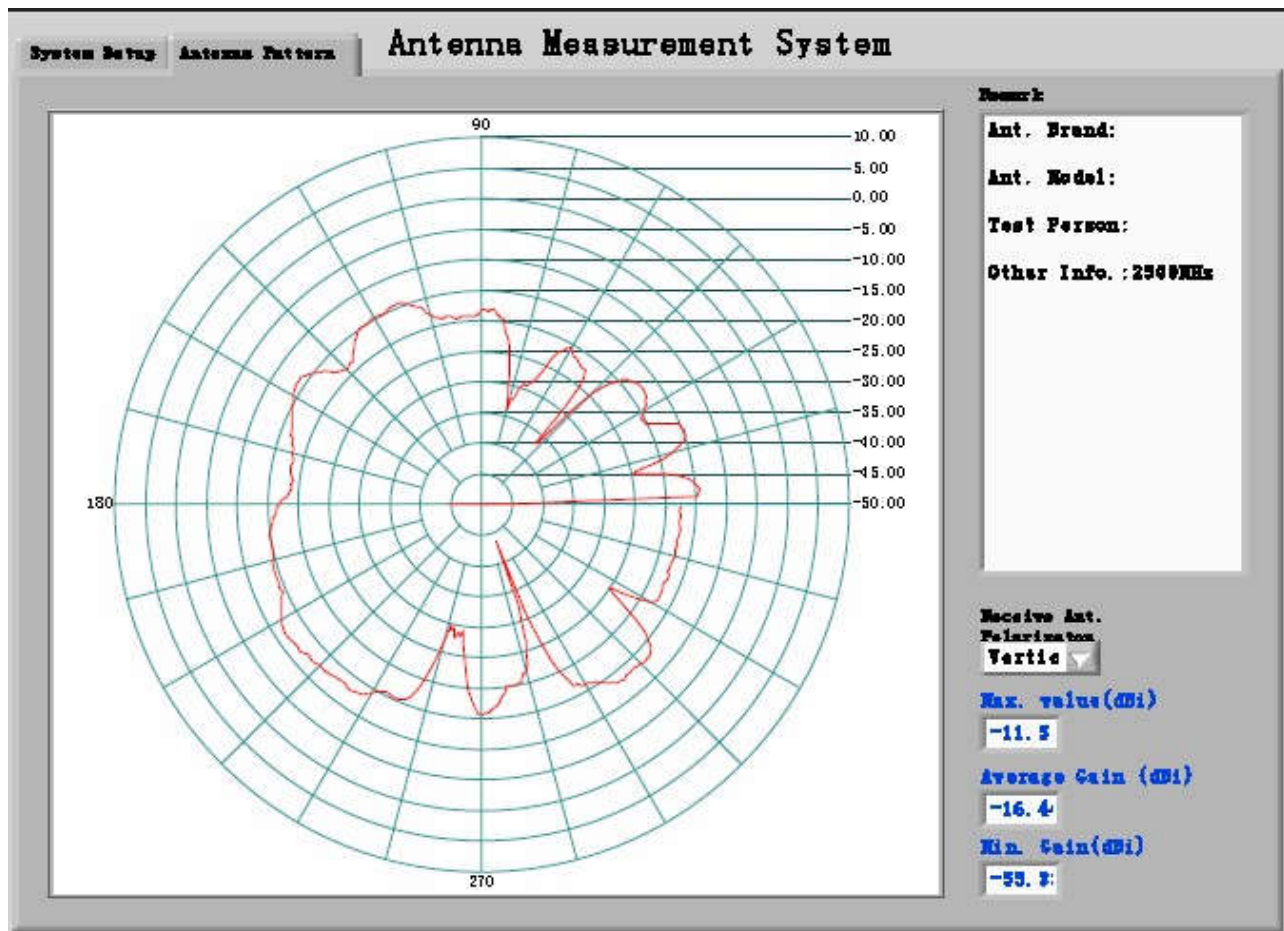 Antenna Measurement System
System Setup
Antenna Pattern
90
10.00
5.00
0.00
-5.00
-10.00
-15.00
-20.00
-25.00
-30.00
-35.00
-40.00
-45.00
-50.00
180
270
Remark
Ant. Brand:
Ant. Model:
Test Person:
Other Info.:
Receive Ant.
Polarizaton
Vertic
Max. value(dBi)
-11.5
Average Gain (dBi)
-16.4
Min. Gain(dBi)